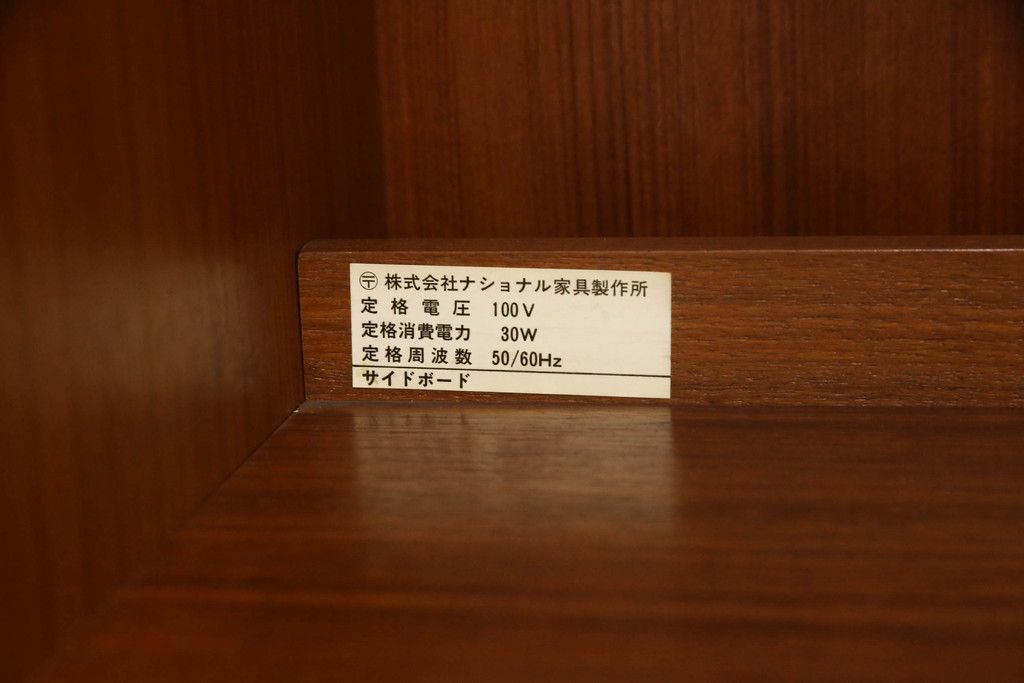 〶 株式会社ナショナル家具製作所
定格電圧 100V
定格消費電力 30W
定格周波数 50/60Hz
サイドボード